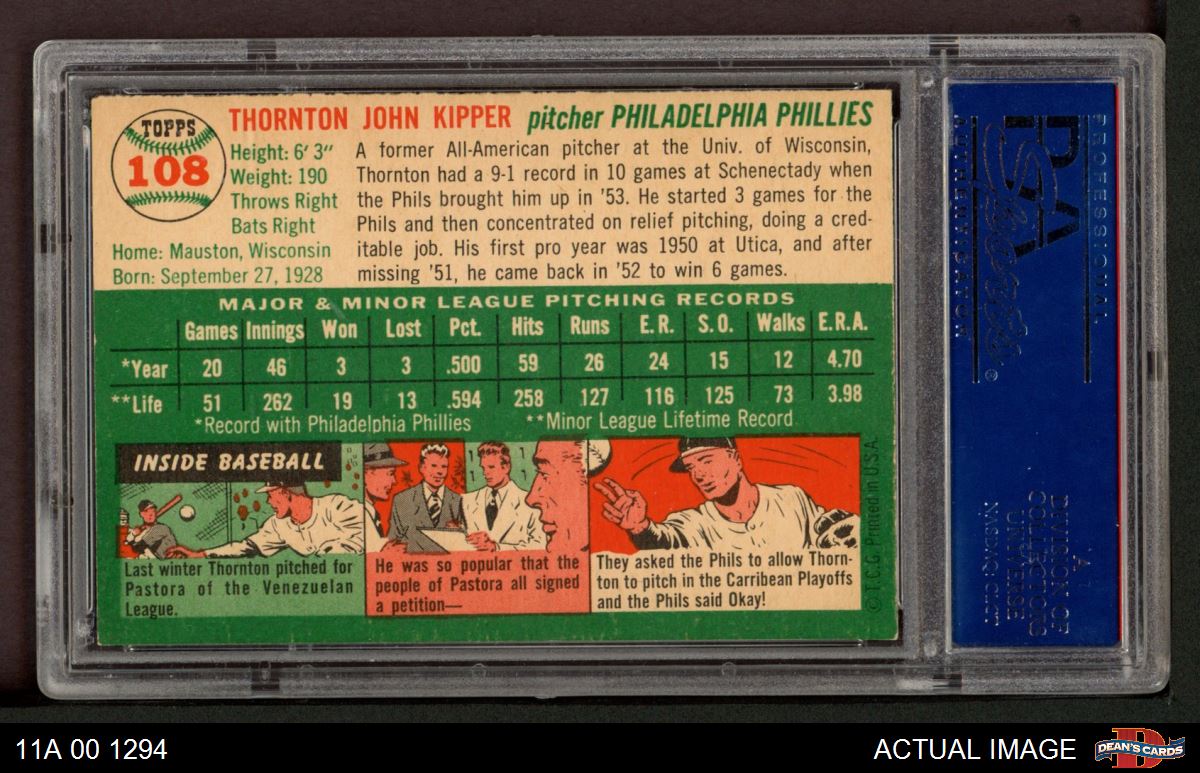 TOPPS
108
THORNTON JOHN KIPPER pitcher PHILADELPHIA PHILLIES
Height: 6' 3"
Weight: 190
Throws Right
Bats Right
Home: Mauston, Wisconsin
Born: September 27, 1928
A former All-American pitcher at the Univ. of Wisconsin,
Thornton had a 9-1 record in 10 games at Schenectady when
the Phils brought him up in '53. He started 3 games for the
Phils and then concentrated on relief pitching, doing a cred-
itable job. His first pro year was 1950 at Utica, and after
missing '51, he came back in '52 to win 6 games.
MAJOR & MINOR LEAGUE PITCHING RECORDS
Games Innings Won Lost Pct. Hits Runs E.R. S.O. Walks E.R.A.
*Year 20 46 3 3 .500 59 26 24 15 12 4.70
**Life 51 262 19 13 .594 258 127 116 125 73 3.98
*Record with Philadelphia Phillies **Minor League Lifetime Record
INSIDE BASEBALL
Last winter Thornton pitched for
Pastora of the Venezuelan
League.
He was so popular that the
people of Pastora all signed
a petition—
They asked the Phils to allow Thorn-
ton to pitch in the Carribean Playoffs
and the Phils said Okay!
© T.C.G. Printed in U.S.A.
PROFESSIONAL
PSA
Sports
®
AUTHENTICATOR
A
DIVISION OF
COLLECTORS
UNIVERSE
NASDAQ: CLCT
11A 00 1294
ACTUAL IMAGE
D
DEAN'S CARDS